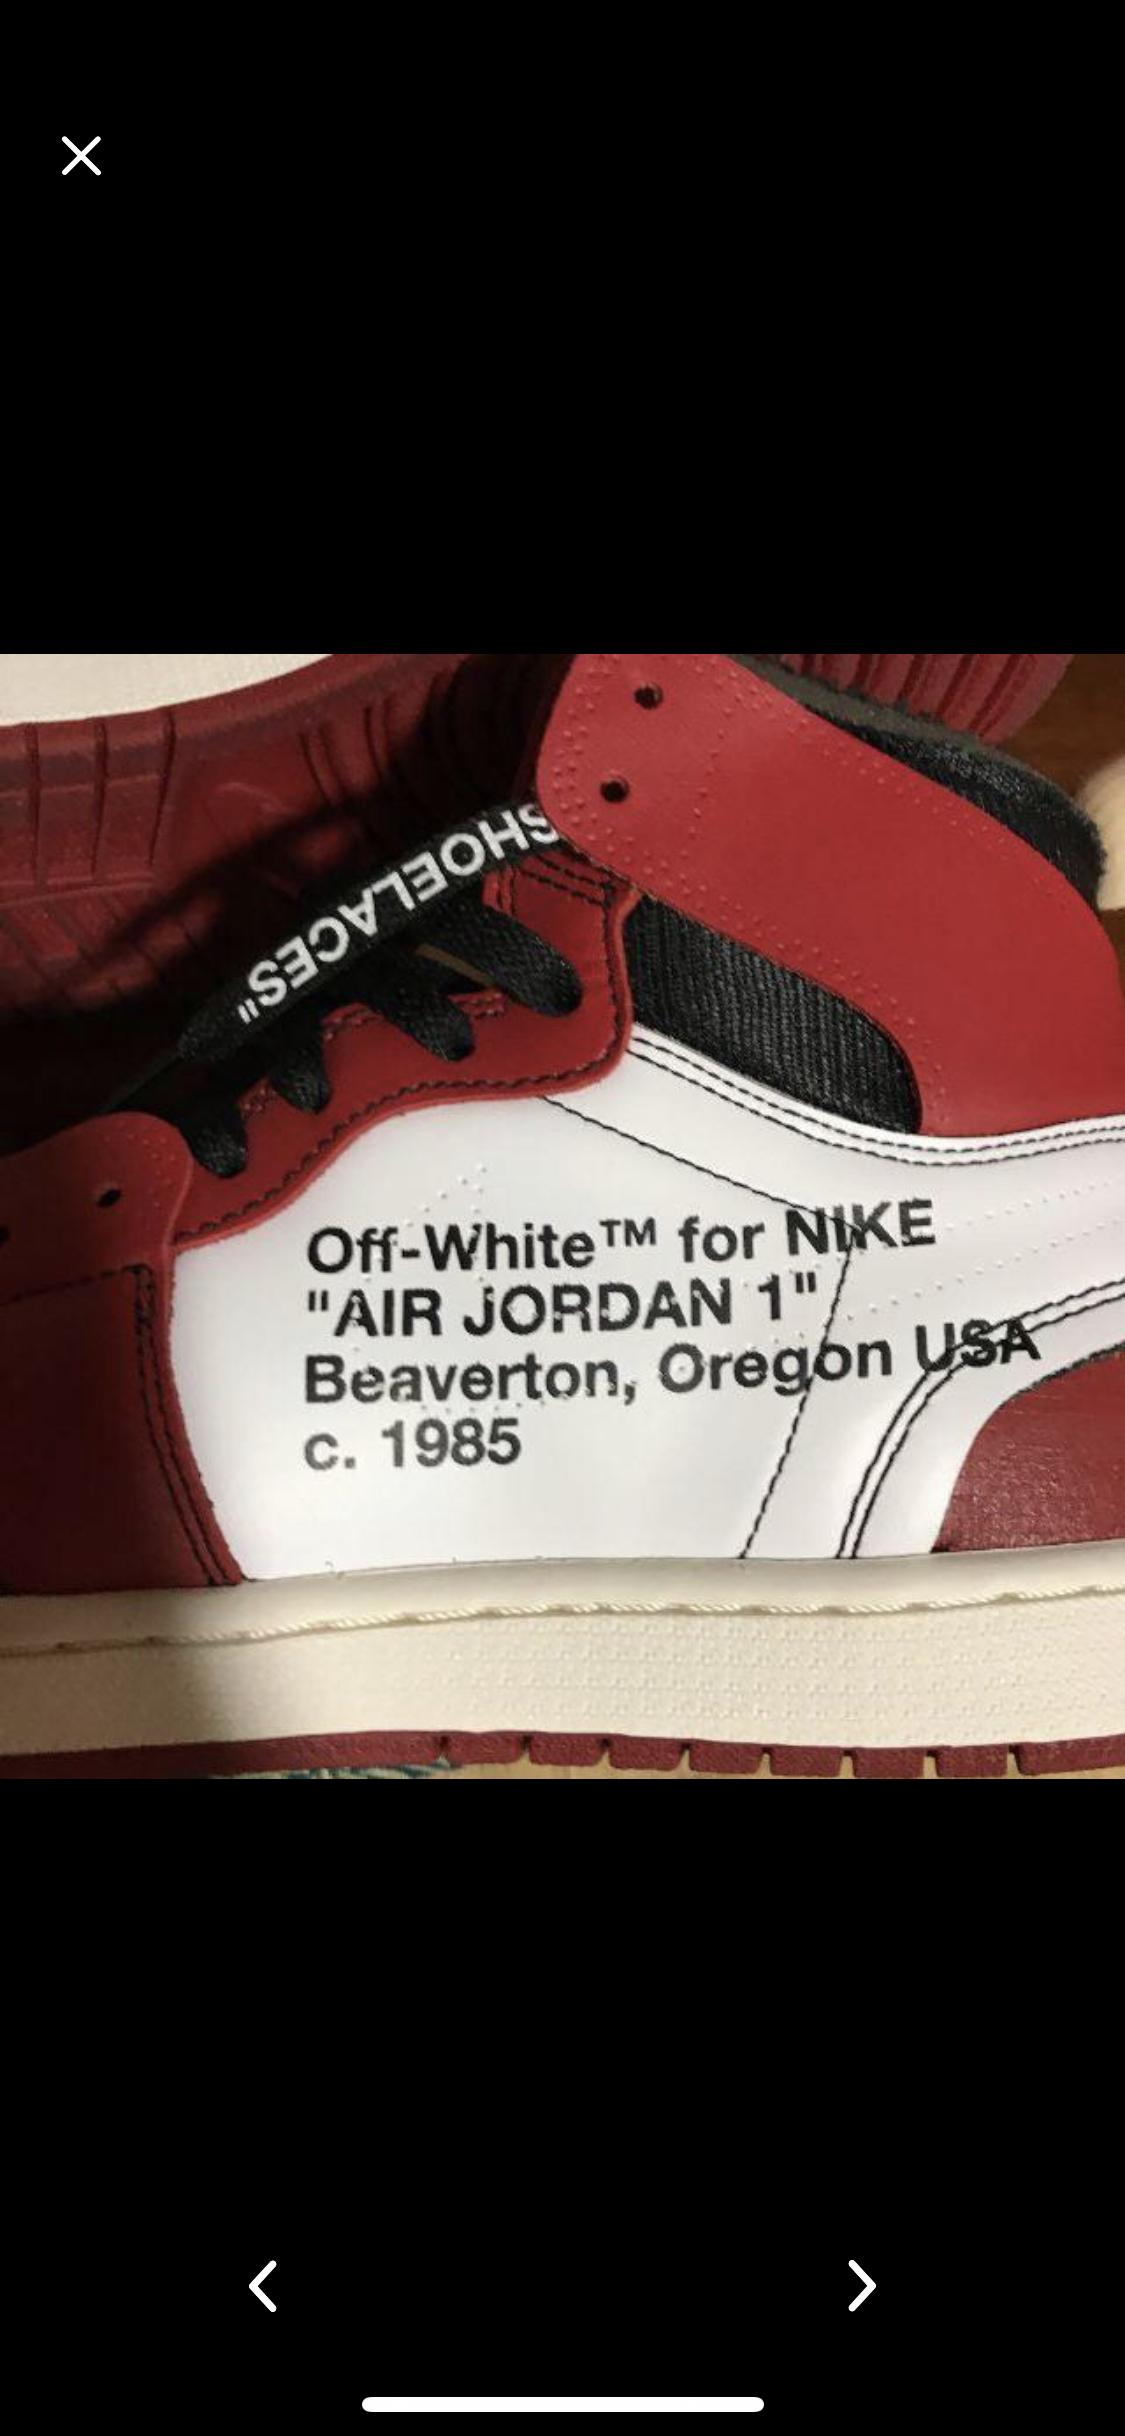 SHOELACES"
Off-White™ for NIKE
"AIR JORDAN 1"
Beaverton, Oregon USA
c. 1985